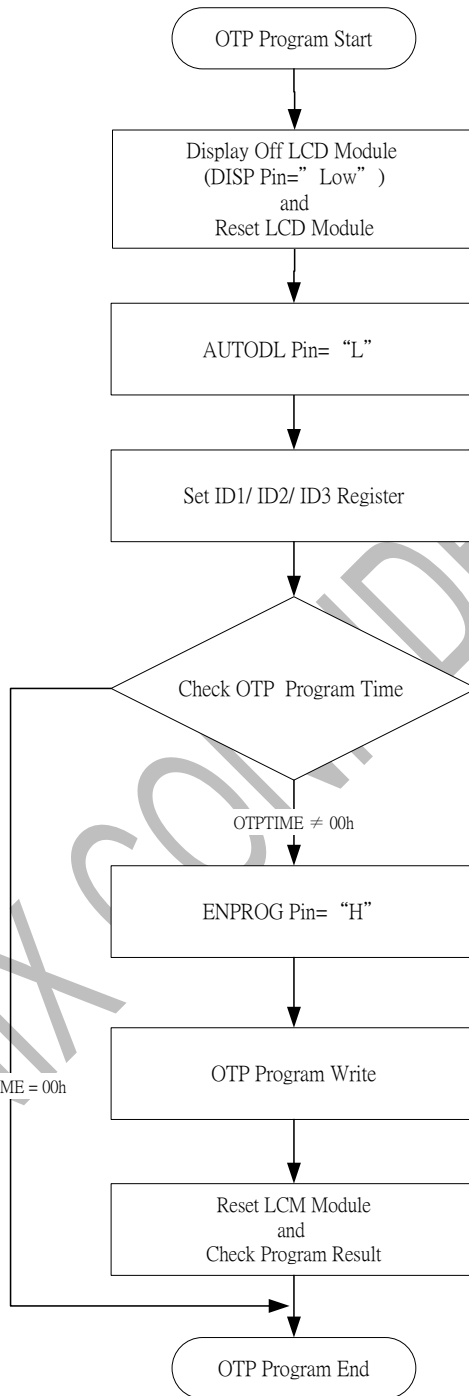 OTP Program Start
Display Off LCD Module
(DISP Pin=”Low”)
and
Reset LCD Module
AUTODL Pin= “L”
Set ID1/ ID2/ ID3 Register
Check OTP Program Time
OTPTIME ≠ 00h
ENPROG Pin= “H”
OTP Program Write
ME = 00h
Reset LCM Module
and
Check Program Result
OTP Program End